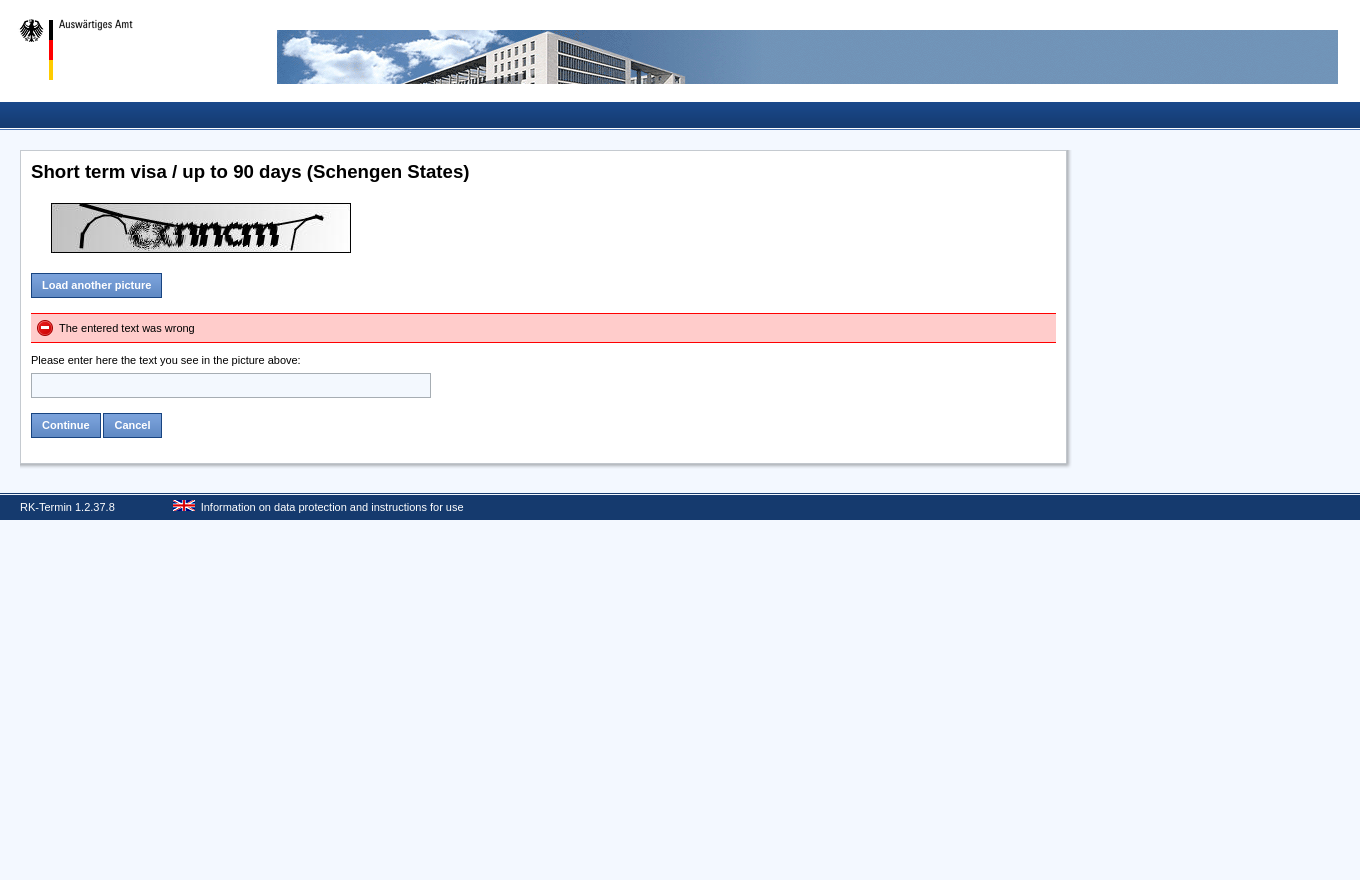 Auswärtiges Amt
Short term visa / up to 90 days (Schengen States)
Load another picture
The entered text was wrong
Please enter here the text you see in the picture above:
Continue Cancel
RK-Termin 1.2.37.8 Information on data protection and instructions for use